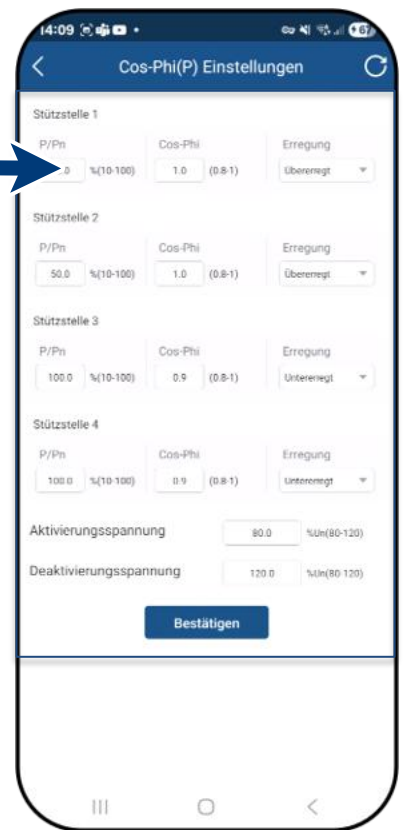 14:09
67
Cos-Phi(P) Einstellungen
Stützstelle 1
P/Pn Cos-Phi Erregung
.0 %(10-100) 1.0 (0.8-1) Übererregt
Stützstelle 2
P/Pn Cos-Phi Erregung
50.0 %(10-100) 1.0 (0.8-1) Übererregt
Stützstelle 3
P/Pn Cos-Phi Erregung
100.0 %(10-100) 0.9 (0.8-1) Untererregt
Stützstelle 4
P/Pn Cos-Phi Erregung
100.0 %(10-100) 0.9 (0.8-1) Untererregt
Aktivierungsspannung 80.0 %Un(80-120)
Deaktivierungsspannung 120.0 %Un(80-120)
Bestätigen